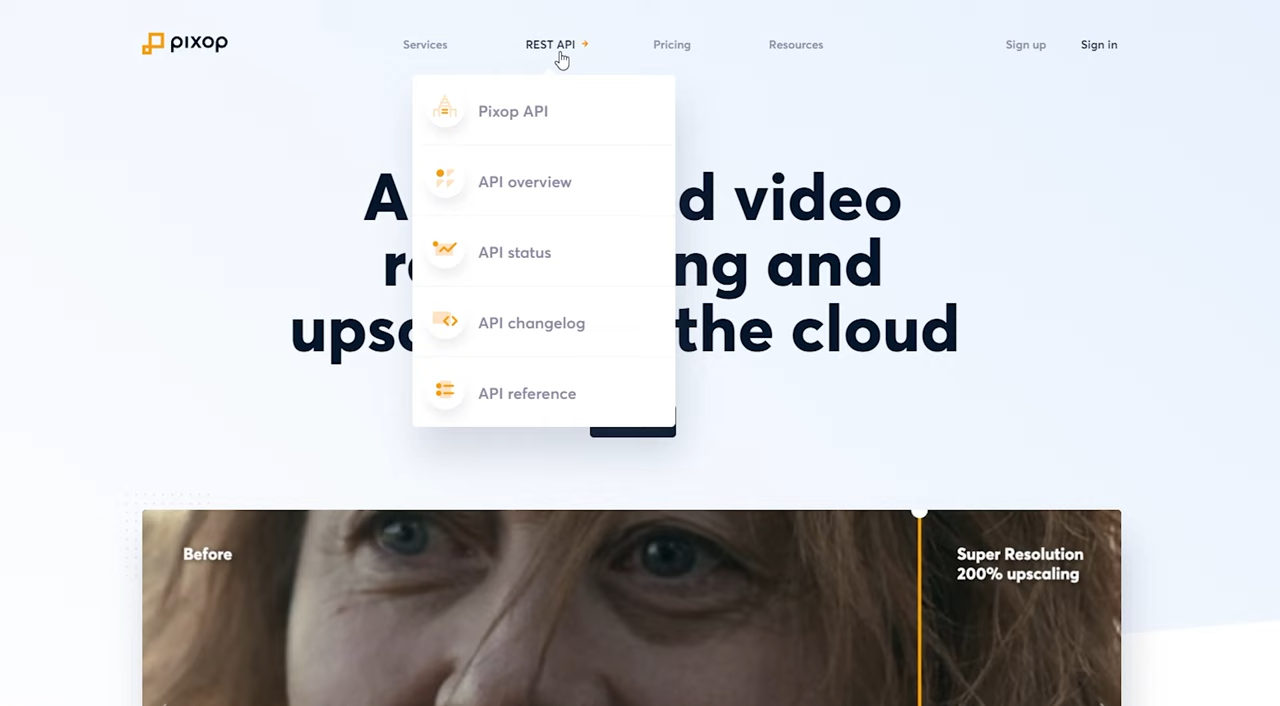 pixop
Services
REST API
Pricing
Resources
Sign up
Sign in
Pixop API
API overview
API status
API changelog
API reference
A d video
ng and
ups the cloud
Before
Super Resolution
200% upscaling